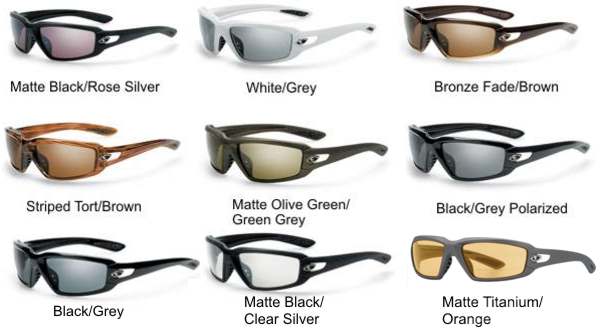 Matte Black/Rose Silver
White/Grey
Bronze Fade/Brown
Striped Tort/Brown
Matte Olive Green/
Green Grey
Black/Grey Polarized
Black/Grey
Matte Black/
Clear Silver
Matte Titanium/
Orange